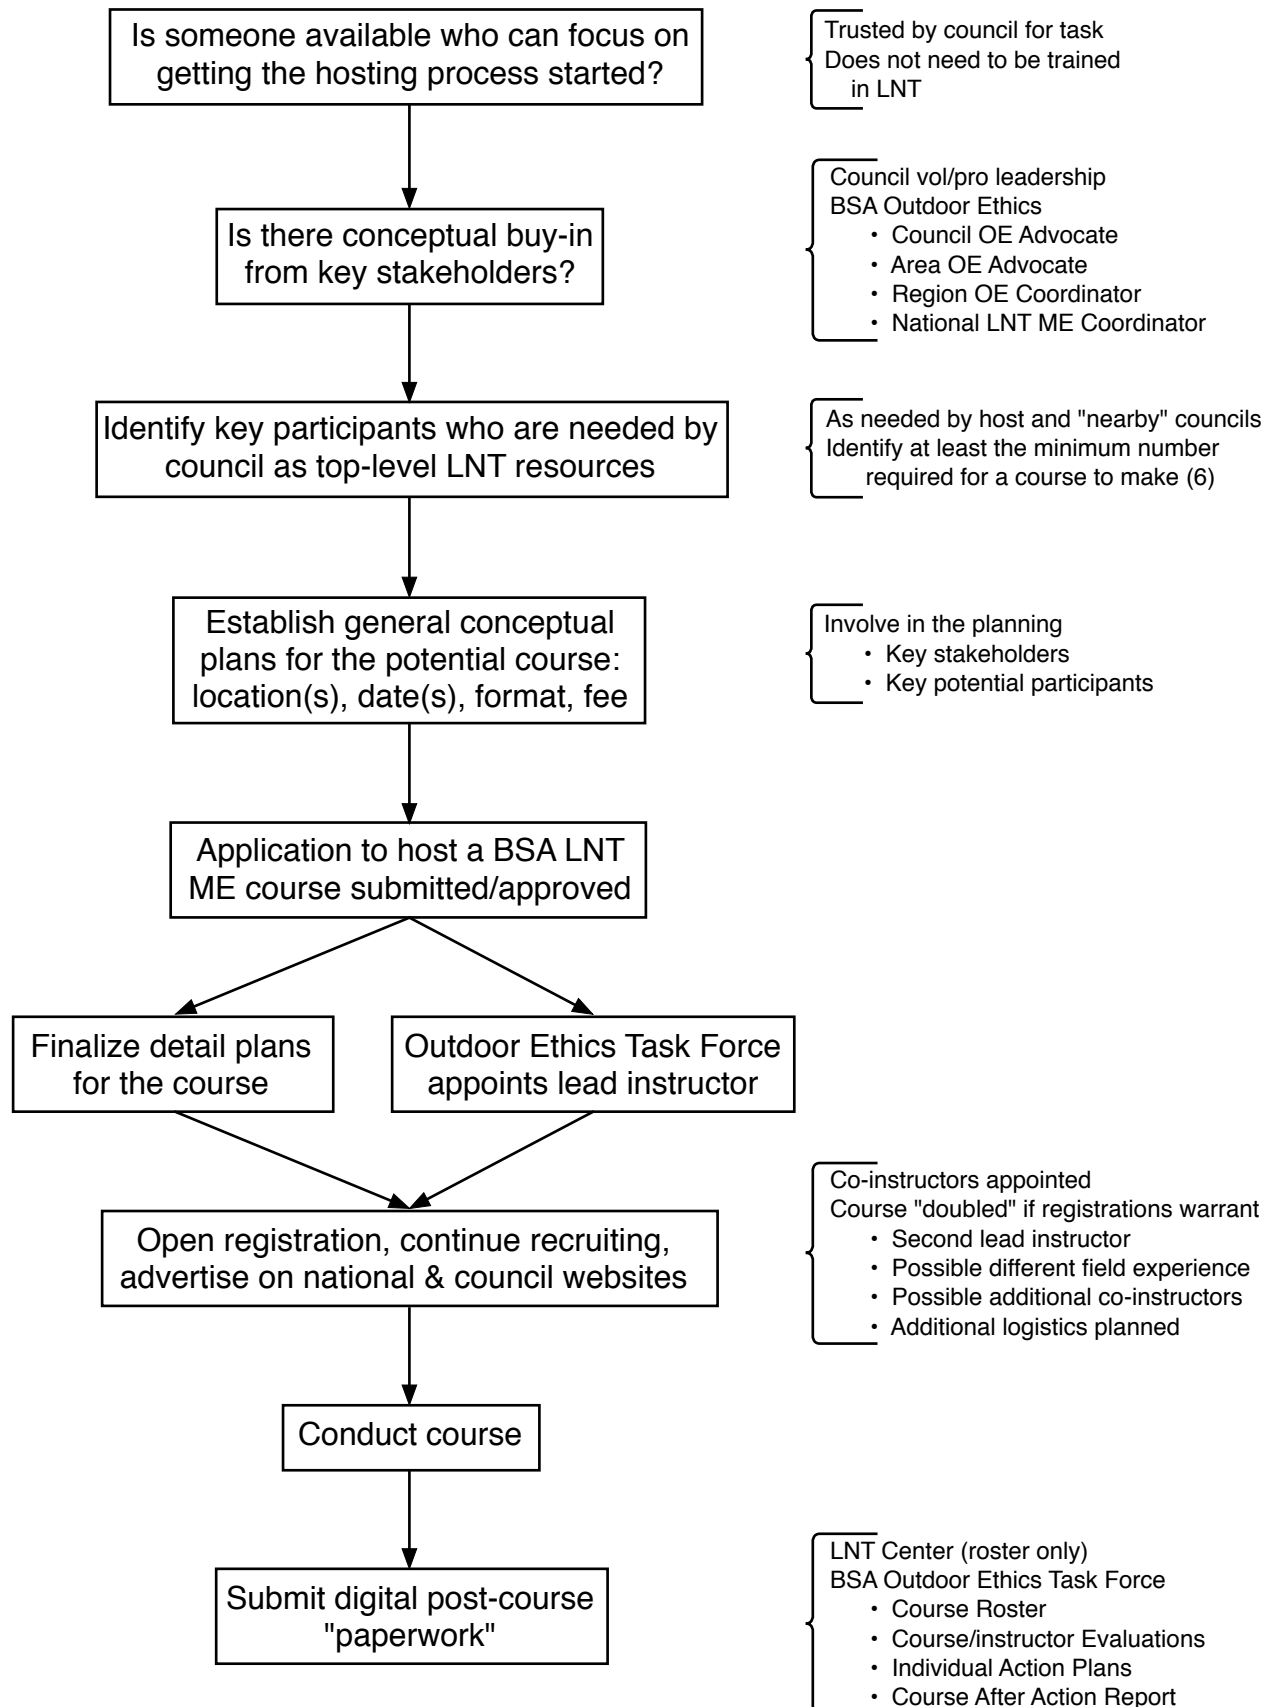 Is someone available who can focus on
getting the hosting process started?
Trusted by council for task
Does not need to be trained
in LNT
Is there conceptual buy-in
from key stakeholders?
Council vol/pro leadership
BSA Outdoor Ethics
• Council OE Advocate
• Area OE Advocate
• Region OE Coordinator
• National LNT ME Coordinator
Identify key participants who are needed by
council as top-level LNT resources
As needed by host and "nearby" councils
Identify at least the minimum number
required for a course to make (6)
Establish general conceptual
plans for the potential course:
location(s), date(s), format, fee
Involve in the planning
• Key stakeholders
• Key potential participants
Application to host a BSA LNT
ME course submitted/approved
Finalize detail plans
for the course
Outdoor Ethics Task Force
appoints lead instructor
Open registration, continue recruiting,
advertise on national & council websites
Co-instructors appointed
Course "doubled" if registrations warrant
• Second lead instructor
• Possible different field experience
• Possible additional co-instructors
• Additional logistics planned
Conduct course
Submit digital post-course
"paperwork"
LNT Center (roster only)
BSA Outdoor Ethics Task Force
• Course Roster
• Course/instructor Evaluations
• Individual Action Plans
• Course After Action Report